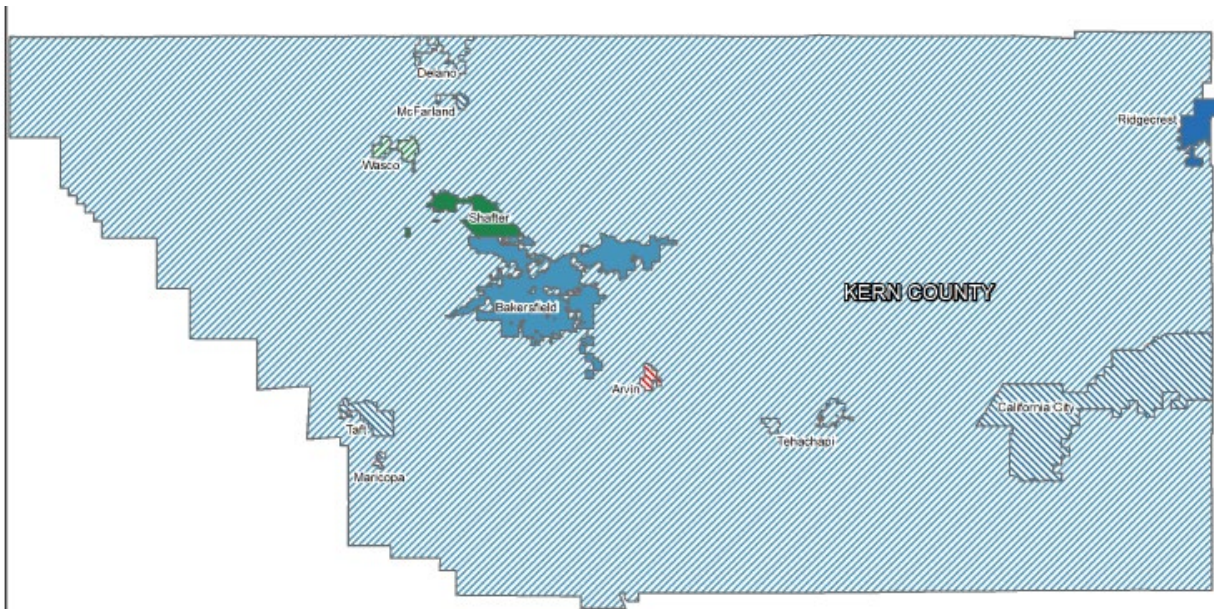 Delano
McFarland
Ridgecrest
Wasco
Shafter
KERN COUNTY
Bakersfield
Arvin
California City
Taft
Tehachapi
Maricopa